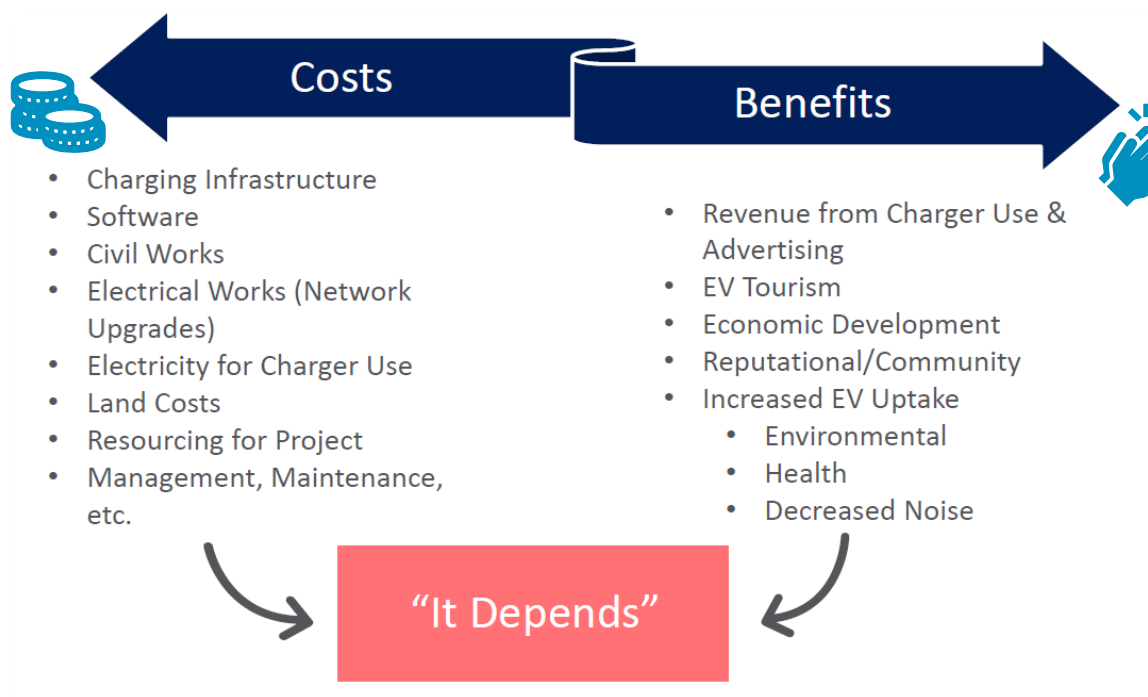 Costs
Benefits
• Charging Infrastructure
• Software
• Civil Works
• Electrical Works (Network
Upgrades)
• Electricity for Charger Use
• Land Costs
• Resourcing for Project
• Management, Maintenance,
etc.
• Revenue from Charger Use &
Advertising
• EV Tourism
• Economic Development
• Reputational/Community
• Increased EV Uptake
• Environmental
• Health
• Decreased Noise
“It Depends”